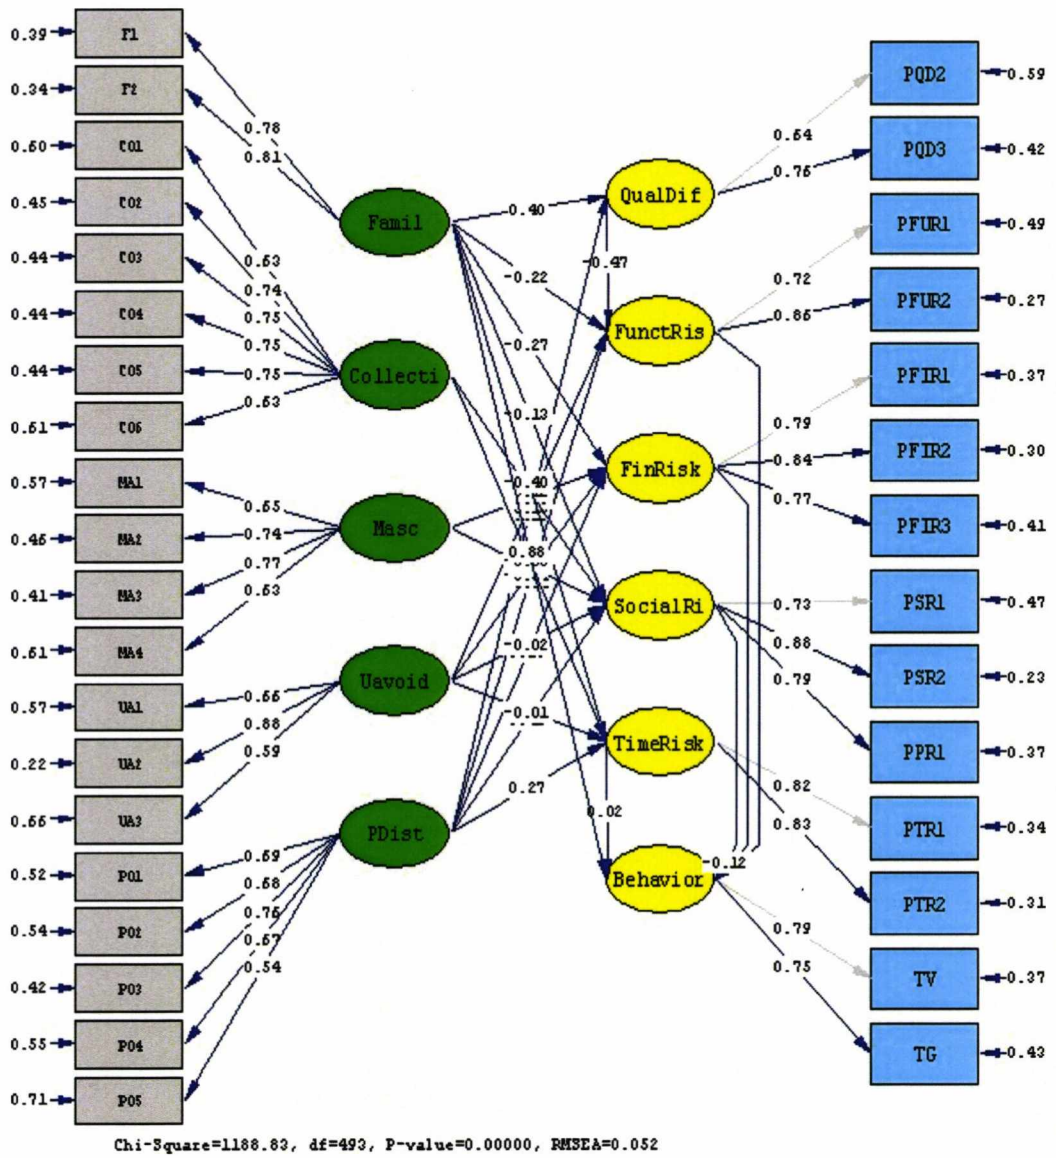 0.39 F1
0.34 F2
0.60 CO1
0.45 CO2
0.44 CO3
0.44 CO4
0.44 CO5
0.61 CO6
0.57 MA1
0.46 MA2
0.41 MA3
0.61 MA4
0.57 UA1
0.22 UA2
0.66 UA3
0.52 PO1
0.54 PO2
0.42 PO3
0.55 PO4
0.71 PO5
0.78
0.81
0.63
0.74
0.75
0.75
0.75
0.63
0.65
0.74
0.77
0.63
0.66
0.88
0.59
0.69
0.68
0.76
0.67
0.54
Famil
Collecti
Masc
Uavoid
PDist
0.40
-0.47
-0.22
-0.27
-0.13
-0.40
0.88
-0.02
-0.01
0.27
0.02
-0.12
QualDif
FunctRis
FinRisk
SocialRi
TimeRisk
Behavior
0.64
0.76
0.72
0.86
0.79
0.84
0.77
0.73
0.88
0.79
0.82
0.83
0.79
0.75
PQD2 0.59
PQD3 0.42
PFUR1 0.49
PFUR2 0.27
PFIR1 0.37
PFIR2 0.30
PFIR3 0.41
PSR1 0.47
PSR2 0.23
PPR1 0.37
PTR1 0.34
PTR2 0.31
TV 0.37
TG 0.43
Chi-Square=1188.83, df=493, P-value=0.00000, RMSEA=0.052